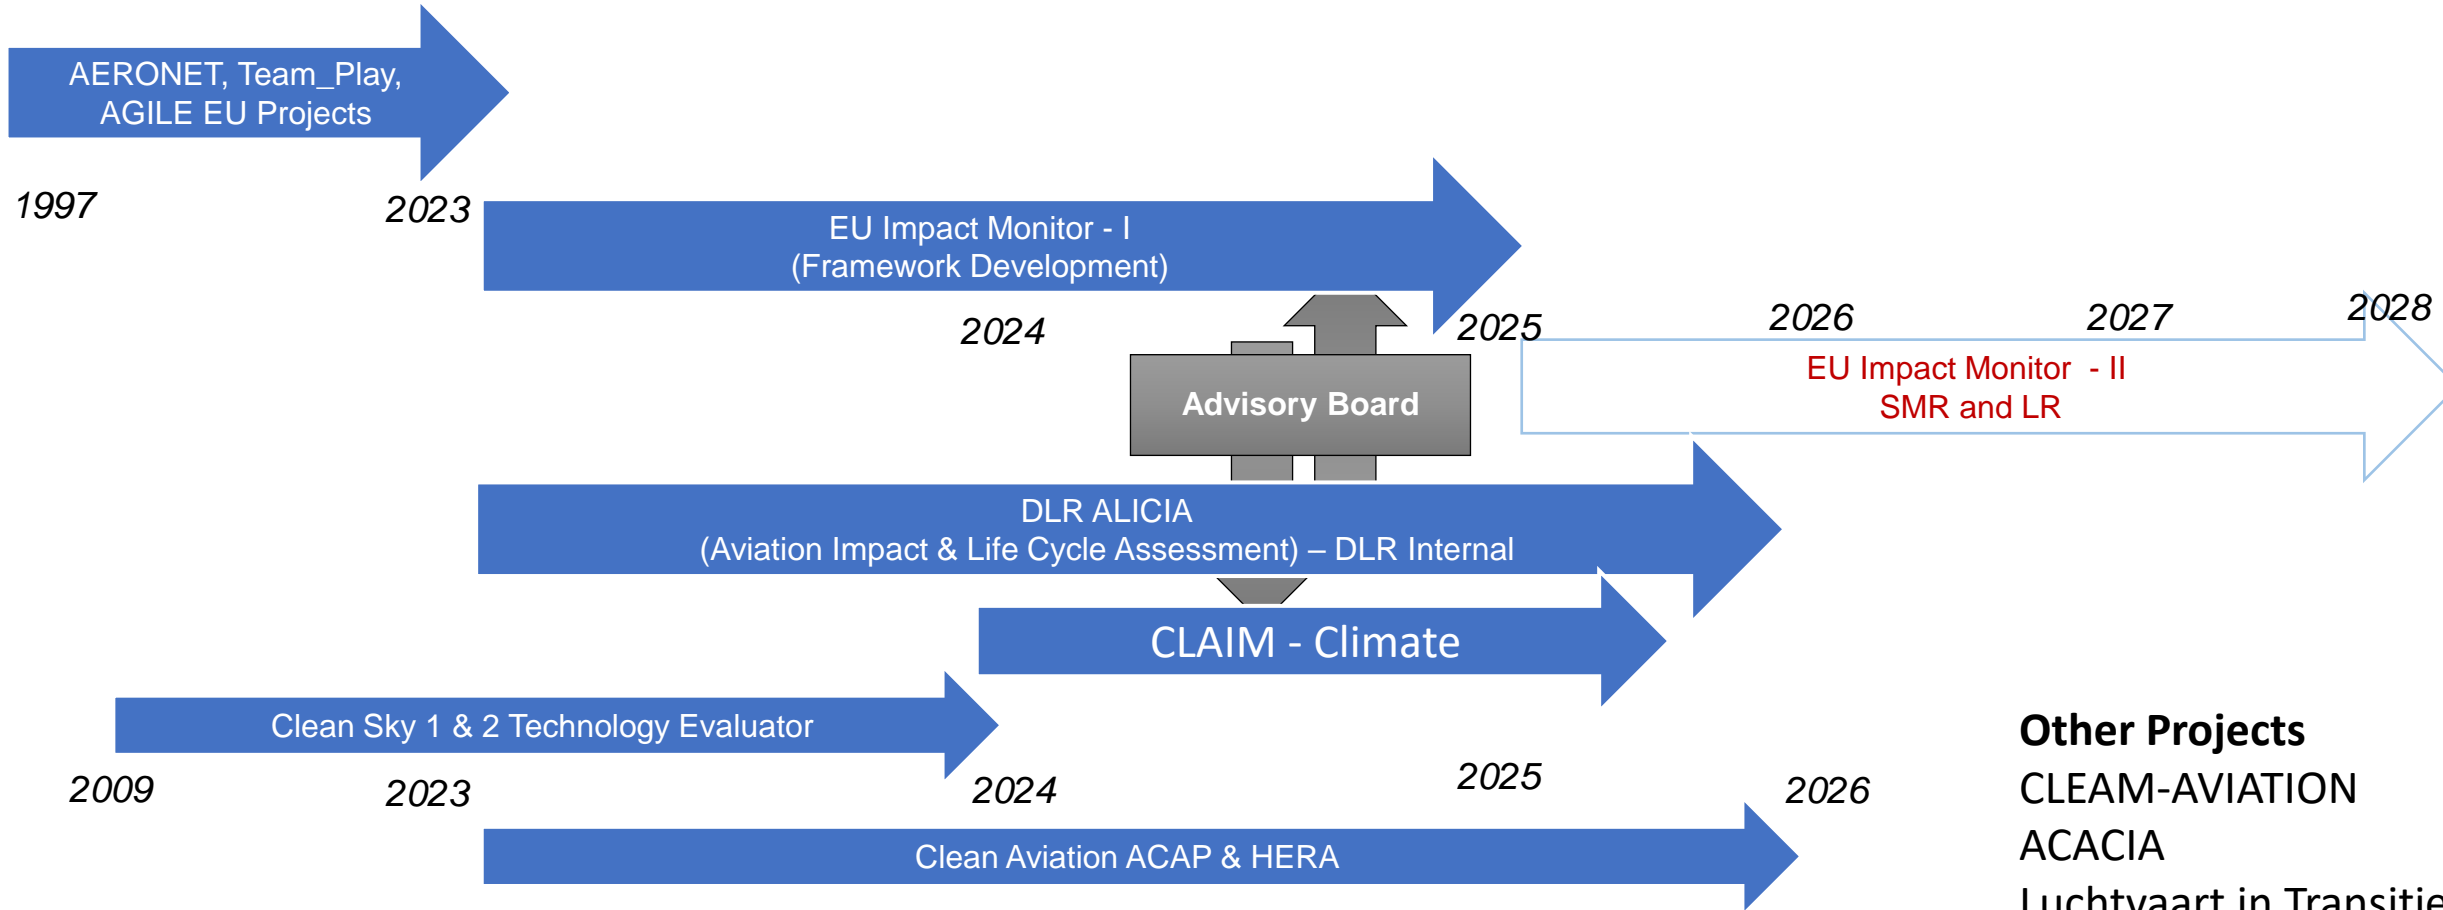 AERONET, Team_Play,
AGILE EU Projects
1997
2023
EU Impact Monitor - I
(Framework Development)
2024
2025
2026
2027
2028
Advisory Board
EU Impact Monitor - II
SMR and LR
DLR ALICIA
(Aviation Impact & Life Cycle Assessment) – DLR Internal
CLAIM - Climate
Clean Sky 1 & 2 Technology Evaluator
2009
2023
2024
2025
2026
Clean Aviation ACAP & HERA
Other Projects
CLEAM-AVIATION
ACACIA
Luchtvaart in Transitie